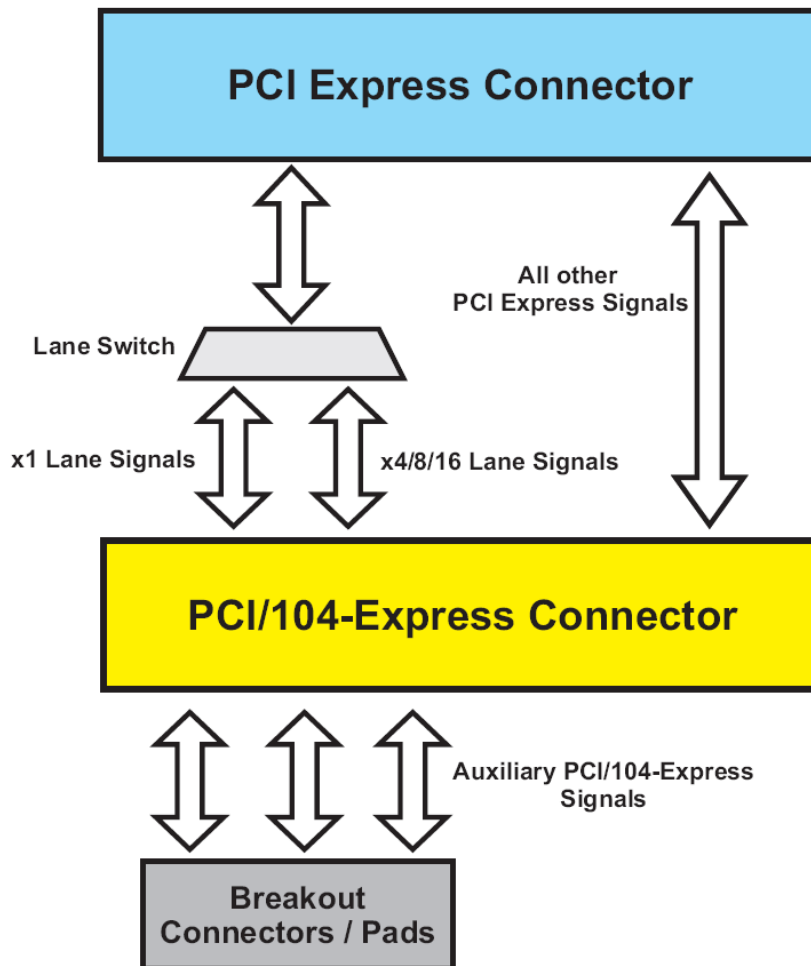 PCI Express Connector
All other
PCI Express Signals
Lane Switch
x1 Lane Signals
x4/8/16 Lane Signals
PCI/104-Express Connector
Auxiliary PCI/104-Express
Signals
Breakout
Connectors / Pads